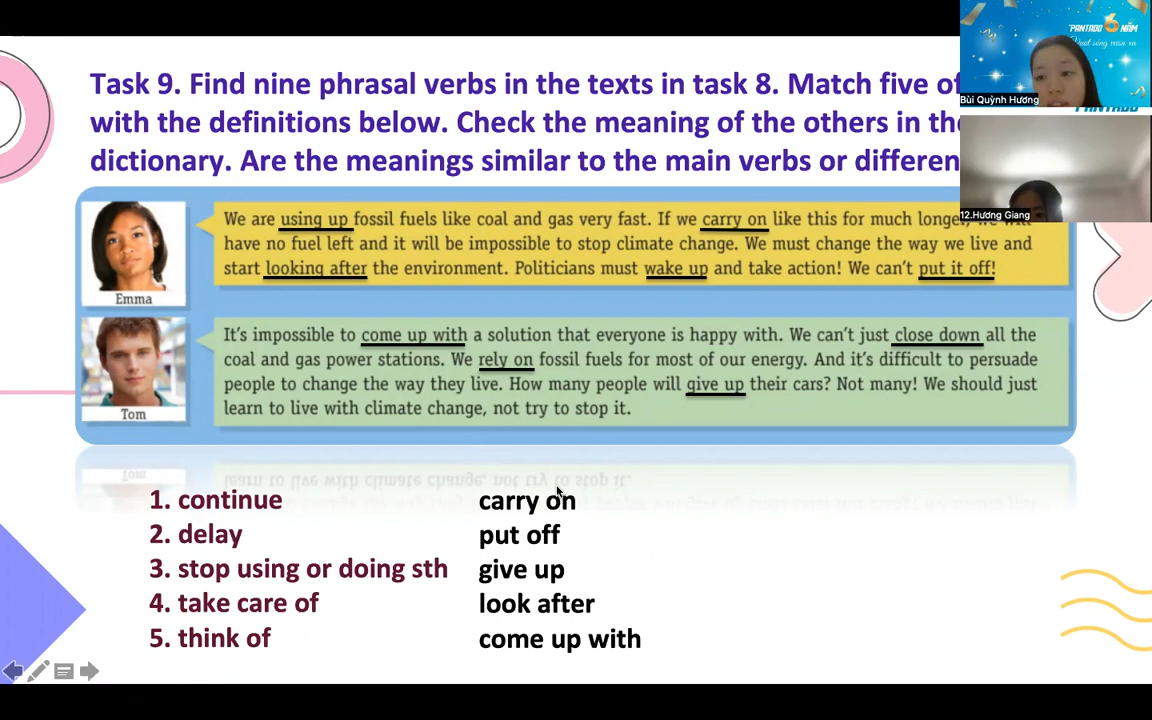 PANTADO 6 NĂM
Bùi Quỳnh Hương
12.Hương Giang
Task 9. Find nine phrasal verbs in the texts in task 8. Match five of
with the definitions below. Check the meaning of the others in the
dictionary. Are the meanings similar to the main verbs or differen
We are using up fossil fuels like coal and gas very fast. If we carry on like this for much longe
have no fuel left and it will be impossible to stop climate change. We must change the way we live and
start looking after the environment. Politicians must wake up and take action! We can't put it off!
Emma
It's impossible to come up with a solution that everyone is happy with. We can't just close down all the
coal and gas power stations. We rely on fossil fuels for most of our energy. And it's difficult to persuade
people to change the way they live. How many people will give up their cars? Not many! We should just
learn to live with climate change, not try to stop it.
Tom
1. continue carry on
2. delay put off
3. stop using or doing sth give up
4. take care of look after
5. think of come up with